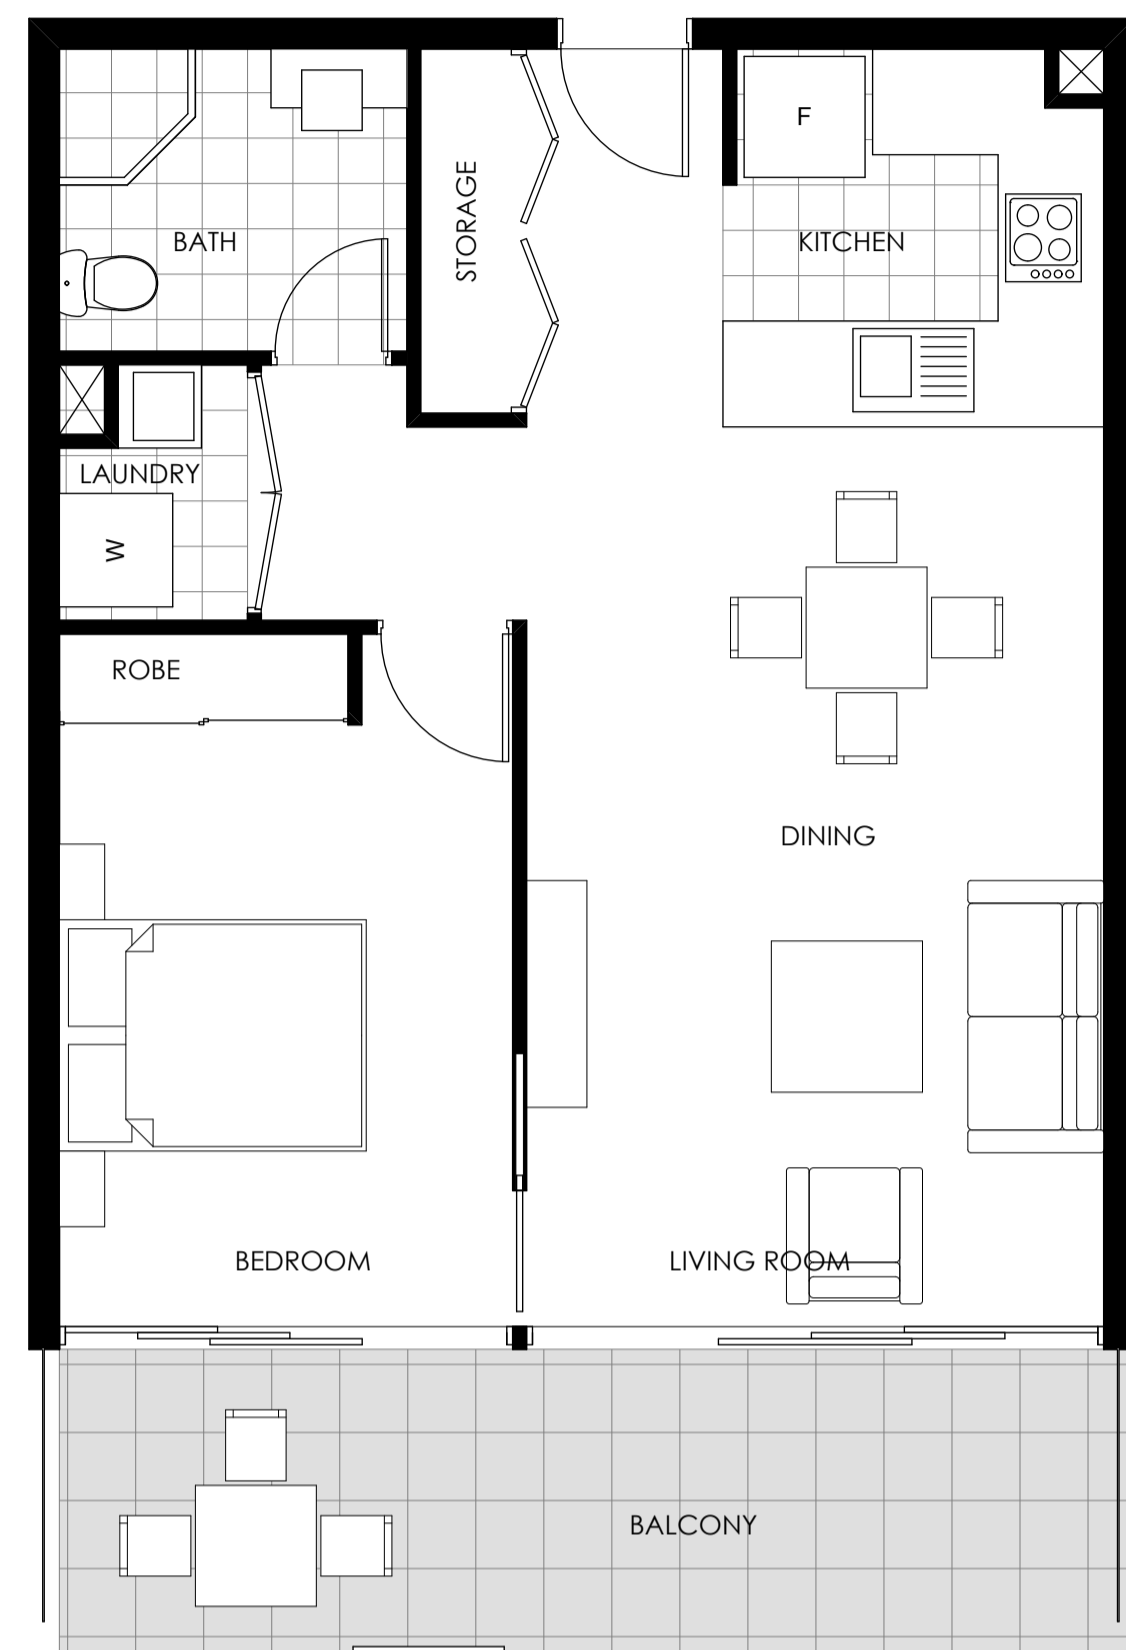 F
BATH
STORAGE
KITCHEN
LAUNDRY
W
ROBE
DINING
BEDROOM
LIVING ROOM
BALCONY